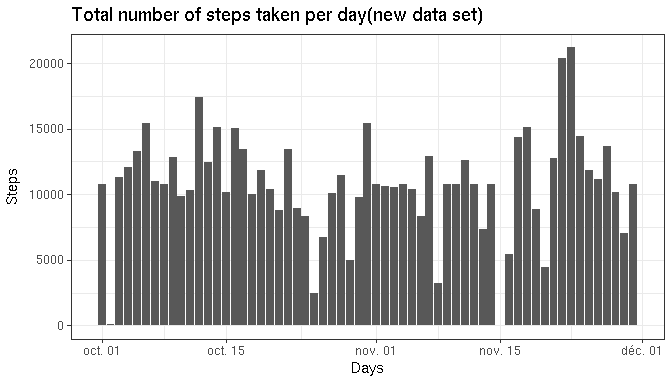 Total number of steps taken per day(new data set)
Steps
20000
15000
10000
5000
0
oct. 01 oct. 15 nov. 01 nov. 15 déc. 01
Days